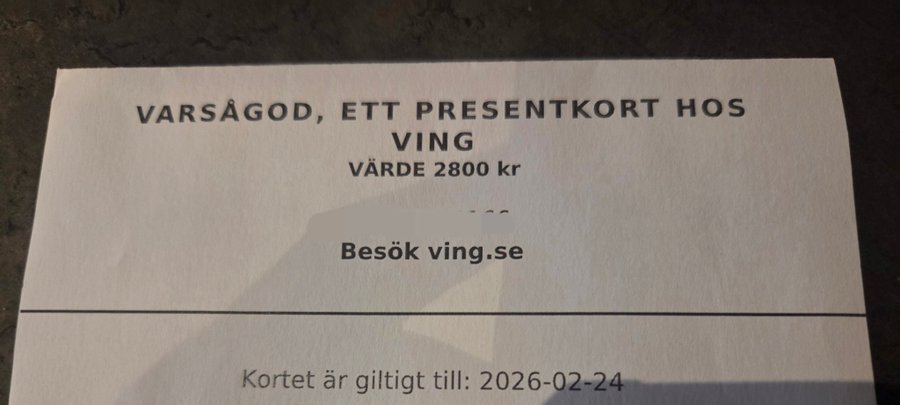 VARSÅGOD, ETT PRESENTKORT HOS
VING
VÄRDE 2800 kr
Besök ving.se
Kortet är giltigt till: 2026-02-24